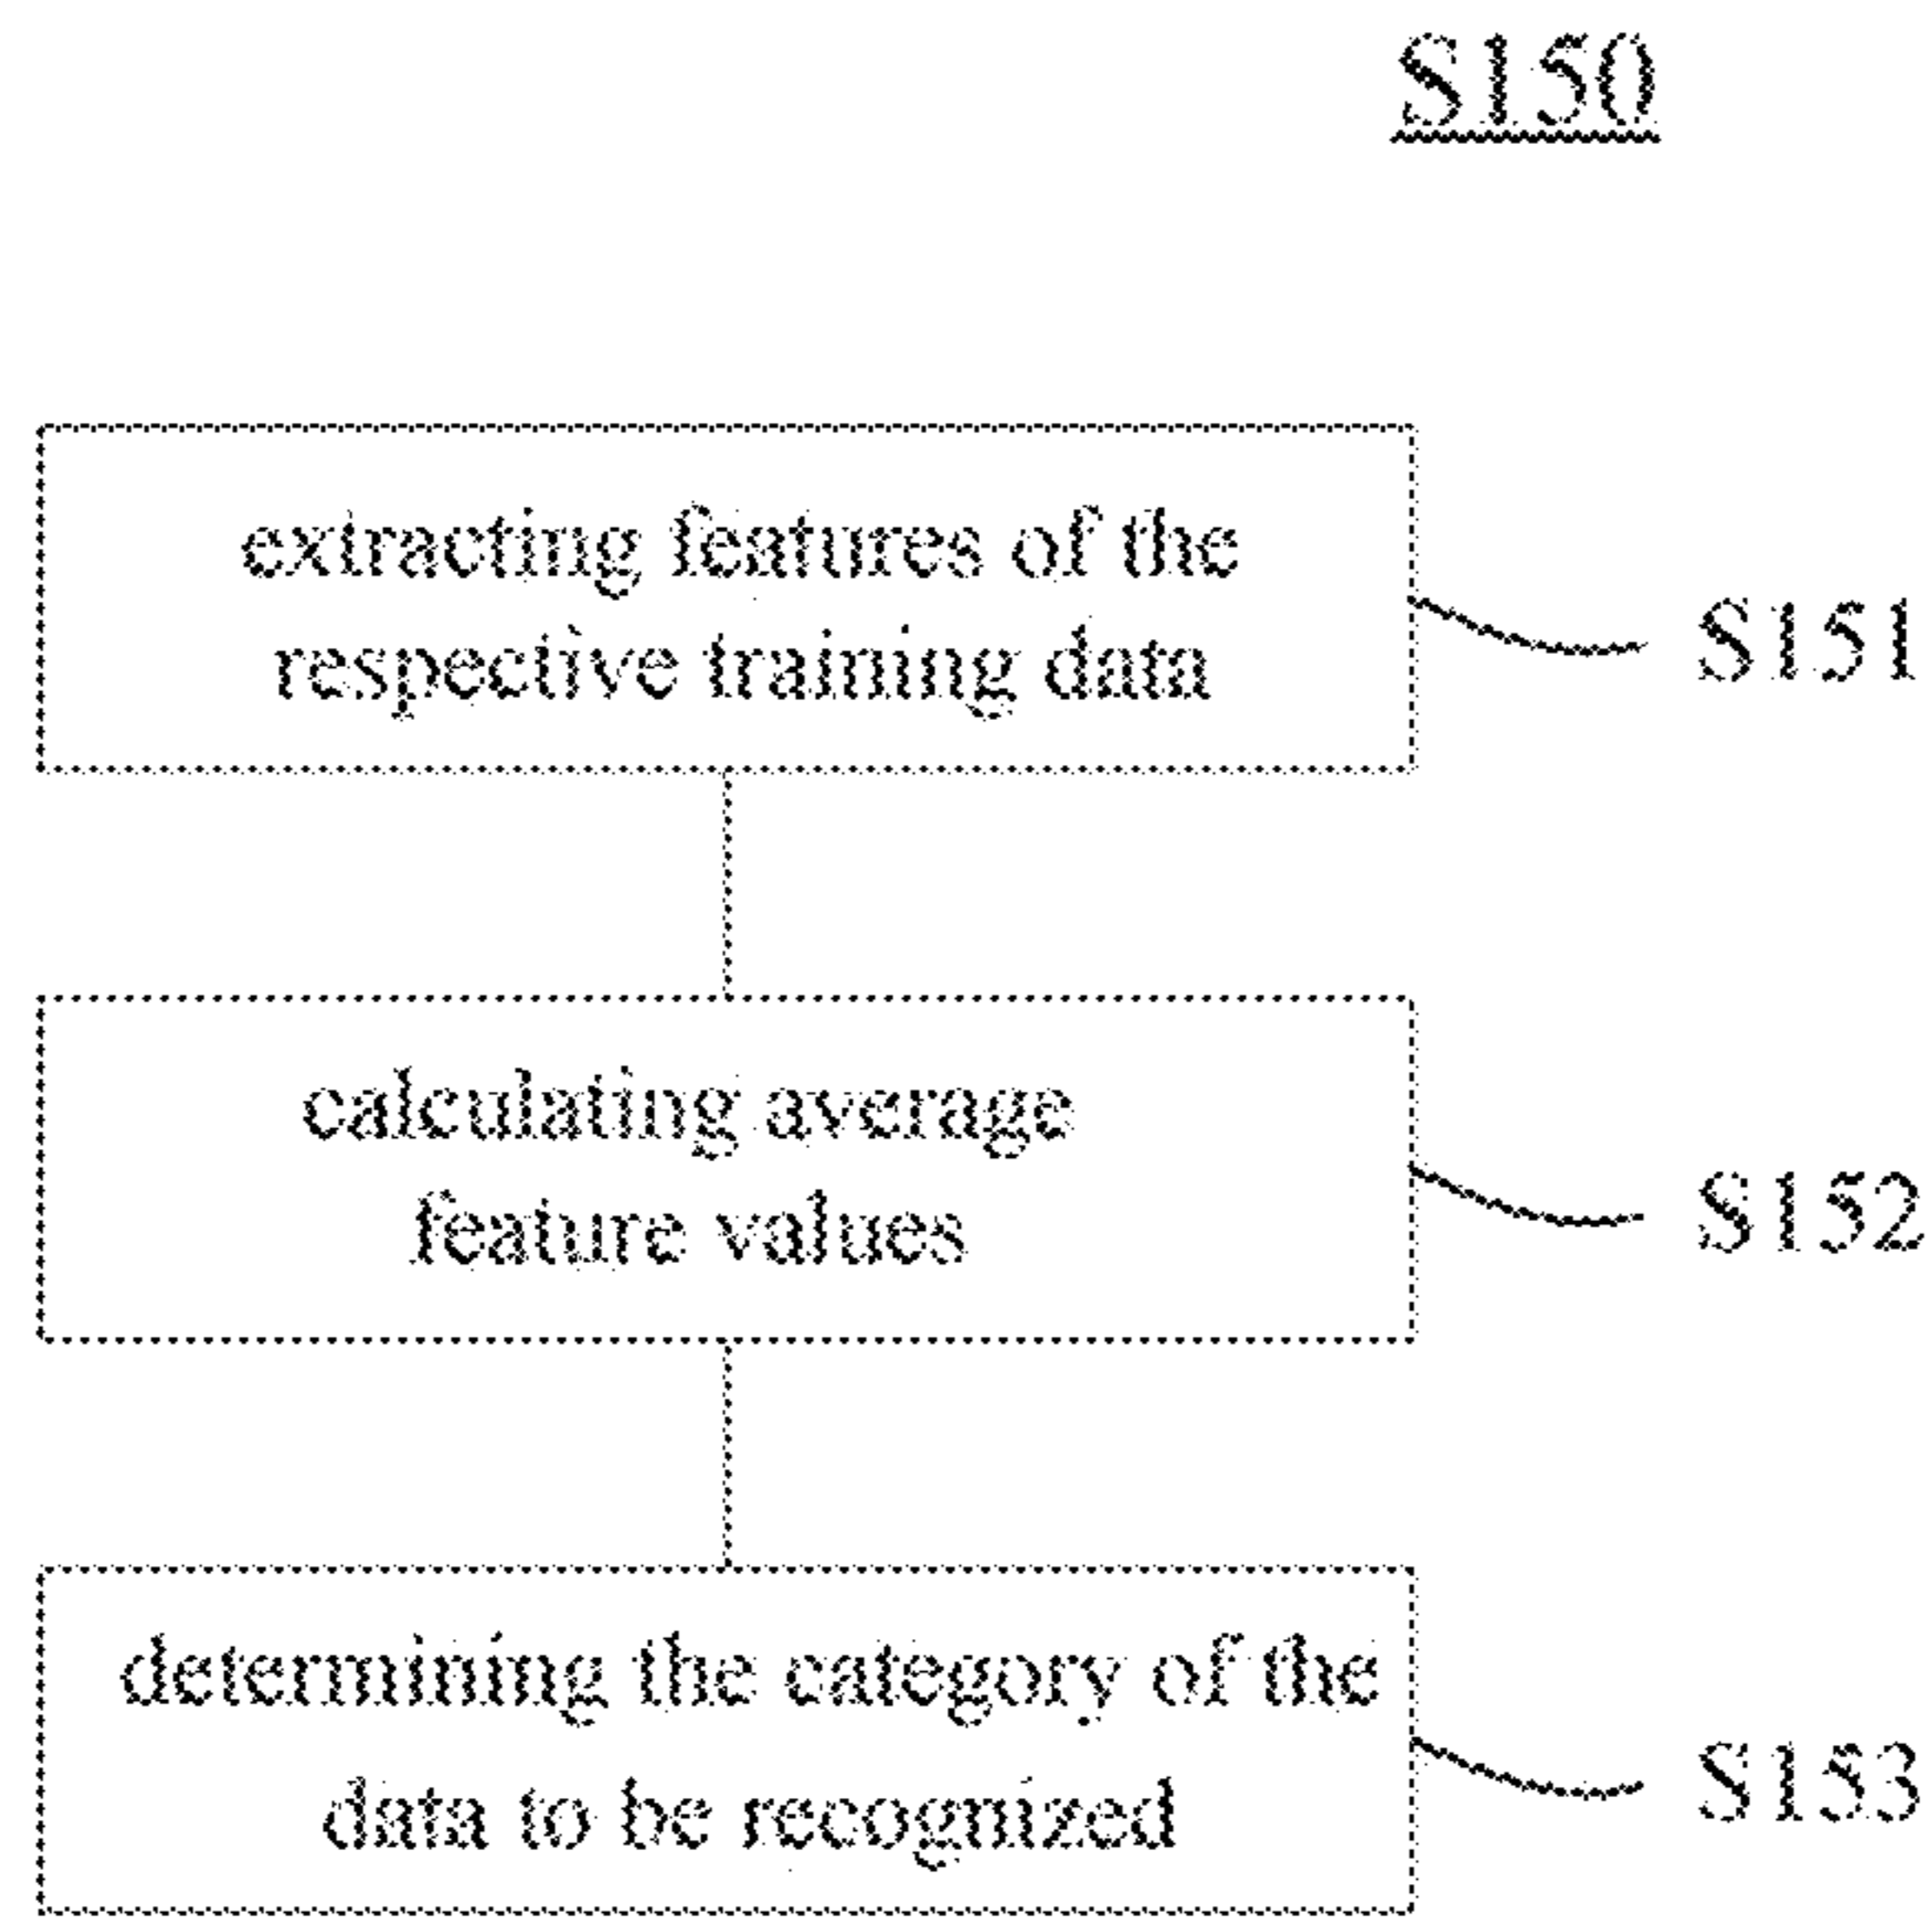 S150
extracting features of the
respective training data
S151
calculating average
feature values
S152
determining the category of the
data to be recognized
S153